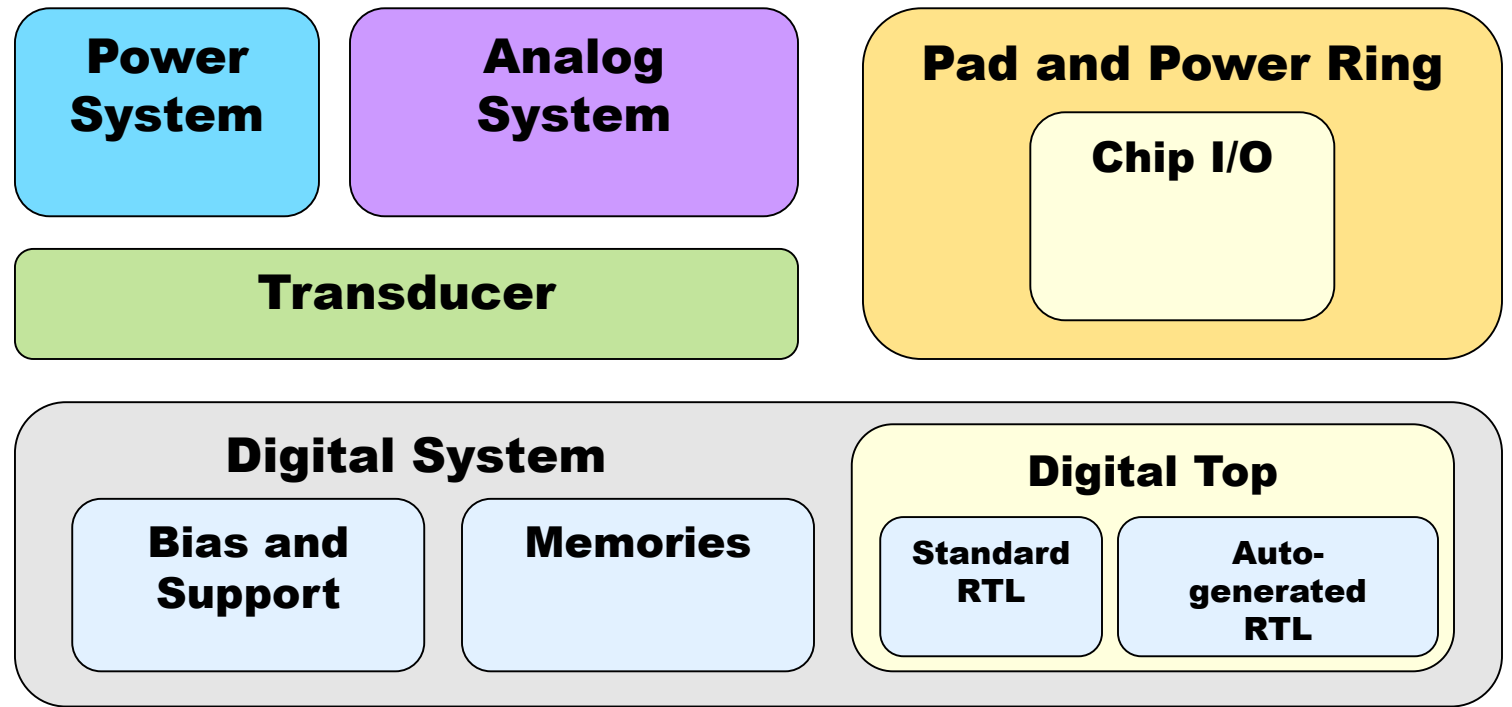 Power
System
Analog
System
Pad and Power Ring
Chip I/O
Transducer
Digital System
Digital Top
Bias and
Support
Memories
Standard
RTL
Auto-
generated
RTL